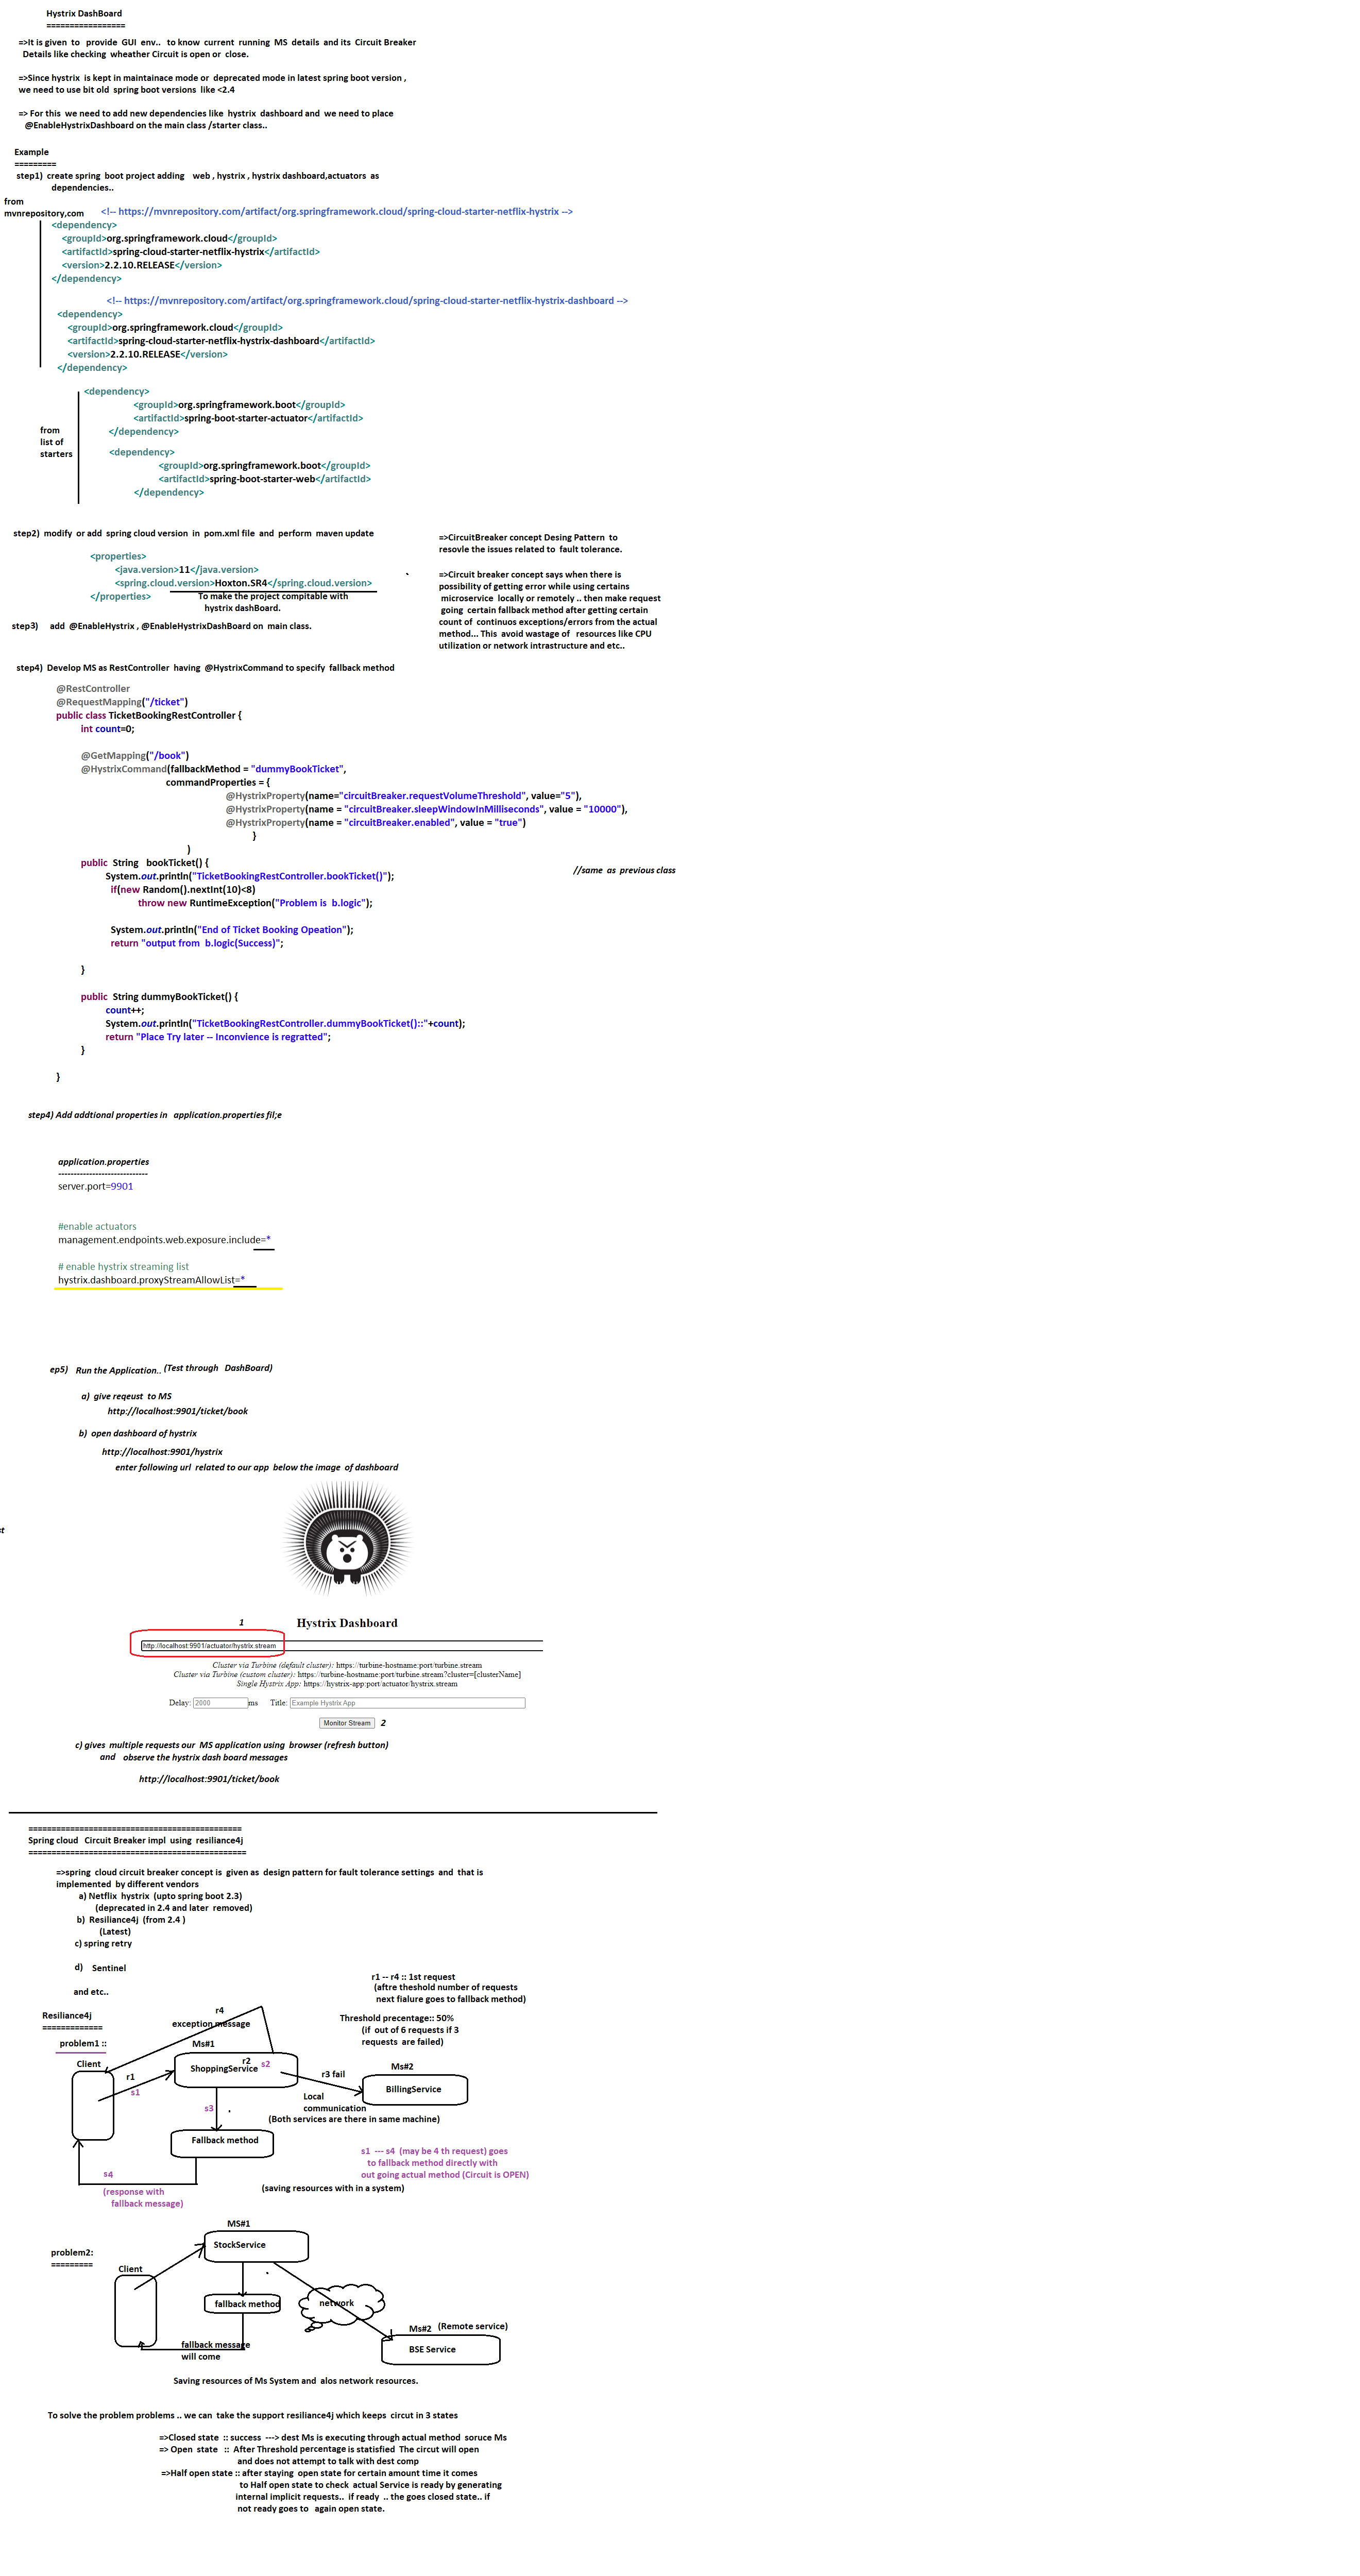 Hystrix DashBoard
=================
=>It is given to provide GUI env.. to know current running MS details and its Circuit Breaker
Details like checking wheather Circuit is open or close.
=>Since hystrix is kept in maintainace mode or deprecated mode in latest spring boot version ,
we need to use bit old spring boot versions like <2.4
=> For this we need to add new dependencies like hystrix dashboard and we need to place
@EnableHystrixDashboard on the main class /starter class..
Example
=========
step1) create spring boot project adding web , hystrix , hystrix dashboard,actuators as
dependencies..
from
mvnrepository,com
<!-- https://mvnrepository.com/artifact/org.springframework.cloud/spring-cloud-starter-netflix-hystrix -->
<dependency>
<groupId>org.springframework.cloud</groupId>
<artifactId>spring-cloud-starter-netflix-hystrix</artifactId>
<version>2.2.10.RELEASE</version>
</dependency>
<!-- https://mvnrepository.com/artifact/org.springframework.cloud/spring-cloud-starter-netflix-hystrix-dashboard -->
<dependency>
<groupId>org.springframework.cloud</groupId>
<artifactId>spring-cloud-starter-netflix-hystrix-dashboard</artifactId>
<version>2.2.10.RELEASE</version>
</dependency>
from
list of
starters
<dependency>
<groupId>org.springframework.boot</groupId>
<artifactId>spring-boot-starter-actuator</artifactId>
</dependency>
<dependency>
<groupId>org.springframework.boot</groupId>
<artifactId>spring-boot-starter-web</artifactId>
</dependency>
step2) modify or add spring cloud version in pom.xml file and perform maven update
<properties>
<java.version>11</java.version>
<spring.cloud.version>Hoxton.SR4</spring.cloud.version>
</properties>
To make the project compitable with
hystrix dashBoard.
=>CircuitBreaker concept Desing Pattern to
resovle the issues related to fault tolerance.
=>Circuit breaker concept says when there is
possibility of getting error while using certains
microservice locally or remotely .. then make request
going certain fallback method after getting certain
count of continuos exceptions/errors from the actual
method... This avoid wastage of resources like CPU
utilization or network intrastructure and etc..
step3) add @EnableHystrix , @EnableHystrixDashBoard on main class.
step4) Develop MS as RestController having @HystrixCommand to specify fallback method
@RestController
@RequestMapping("/ticket")
public class TicketBookingRestController {
int count=0;
@GetMapping("/book")
@HystrixCommand(fallbackMethod = "dummyBookTicket",
commandProperties = {
@HystrixProperty(name="circuitBreaker.requestVolumeThreshold", value="5"),
@HystrixProperty(name = "circuitBreaker.sleepWindowInMilliseconds", value = "10000"),
@HystrixProperty(name = "circuitBreaker.enabled", value = "true")
}
)
public String bookTicket() {
//same as previous class
System.out.println("TicketBookingRestController.bookTicket()");
if(new Random().nextInt(10)<8)
throw new RuntimeException("Problem is b.logic");
System.out.println("End of Ticket Booking Opeation");
return "output from b.logic(Success)";
}
public String dummyBookTicket() {
count++;
System.out.println("TicketBookingRestController.dummyBookTicket()::"+count);
return "Place Try later -- Inconvience is regratted";
}
}
step4) Add addtional properties in application.properties fil;e
application.properties
-----------------------------
server.port=9901
#enable actuators
management.endpoints.web.exposure.include=*
# enable hystrix streaming list
hystrix.dashboard.proxyStreamAllowList=*
ep5) Run the Application.. (Test through DashBoard)
a) give reqeust to MS
http://localhost:9901/ticket/book
b) open dashboard of hystrix
http://localhost:9901/hystrix
enter following url related to our app below the image of dashboard
st
1
Hystrix Dashboard
http://localhost:9901/actuator/hystrix.stream
Cluster via Turbine (default cluster): https://turbine-hostname:port/turbine.stream
Cluster via Turbine (custom cluster): https://turbine-hostname:port/turbine.stream?cluster=[clusterName]
Single Hystrix App: https://hystrix-app:port/actuator/hystrix.stream
Delay: 2000 ms Title: Example Hystrix App
Monitor Stream 2
c) gives multiple requests our MS application using browser (refresh button)
and observe the hystrix dash board messages
http://localhost:9901/ticket/book
==============================================
Spring cloud Circuit Breaker impl using resiliance4j
===============================================
=>spring cloud circuit breaker concept is given as design pattern for fault tolerance settings and that is
implemented by different vendors
a) Netflix hystrix (upto spring boot 2.3)
(deprecated in 2.4 and later removed)
b) Resiliance4j (from 2.4 )
(Latest)
c) spring retry
d) Sentinel
and etc..
r1 -- r4 :: 1st request
(aftre theshold number of requests
next fialure goes to fallback method)
Resiliance4j
=============
problem1 ::
r4
exception message
Threshold precentage:: 50%
(if out of 6 requests if 3
requests are failed)
Ms#1
Client
r1
s1
ShoppingService
r2
s2
r3 fail
Ms#2
BillingService
Local
communication
(Both services are there in same machine)
s3
Fallback method
s1 --- s4 (may be 4 th request) goes
to fallback method directly with
out going actual method (Circuit is OPEN)
s4
(response with
fallback message)
(saving resources with in a system)
MS#1
StockService
problem2:
=========
Client
fallback method
network
Ms#2 (Remote service)
BSE Service
fallback message
will come
Saving resources of Ms System and alos network resources.
To solve the problem problems .. we can take the support resiliance4j which keeps circut in 3 states
=>Closed state :: success ---> dest Ms is executing through actual method soruce Ms
=> Open state :: After Threshold percentage is statisfied The circut will open
and does not attempt to talk with dest comp
=>Half open state :: after staying open state for certain amount time it comes
to Half open state to check actual Service is ready by generating
internal implicit requests.. if ready .. the goes closed state.. if
not ready goes to again open state.